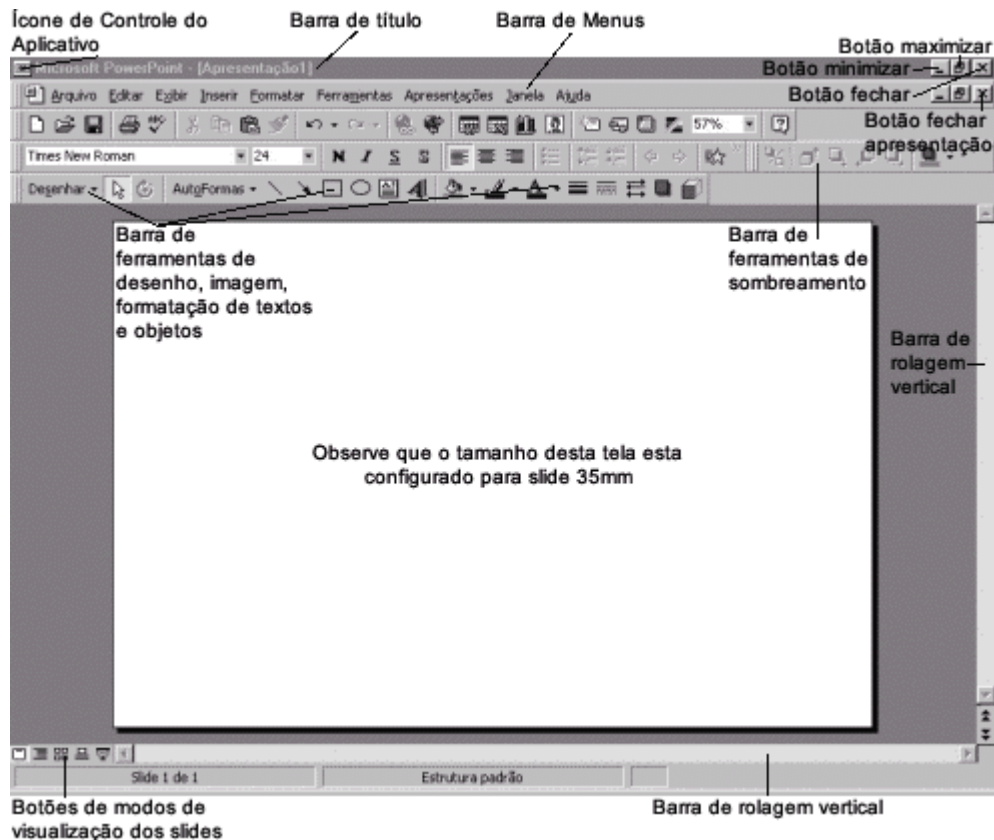 Ícone de Controle do
Aplicativo
Barra de título
Barra de Menus
Botão maximizar
Microsoft PowerPoint - [Apresentação1]
Botão minimizar
Arquivo Editar Exibir Inserir Formatar Ferramentas Apresentações Janela Ajuda
Botão fechar
57%
Botão fechar
apresentação
Times New Roman 24 N I S S
Desenhar AutoFormas
Barra de
ferramentas de
desenho, imagem,
formatação de textos
e objetos
Barra de
ferramentas de
sombreamento
Barra de
rolagem
vertical
Observe que o tamanho desta tela esta
configurado para slide 35mm
Slide 1 de 1 Estrutura padrão
Botões de modos de
visualização dos slides
Barra de rolagem vertical